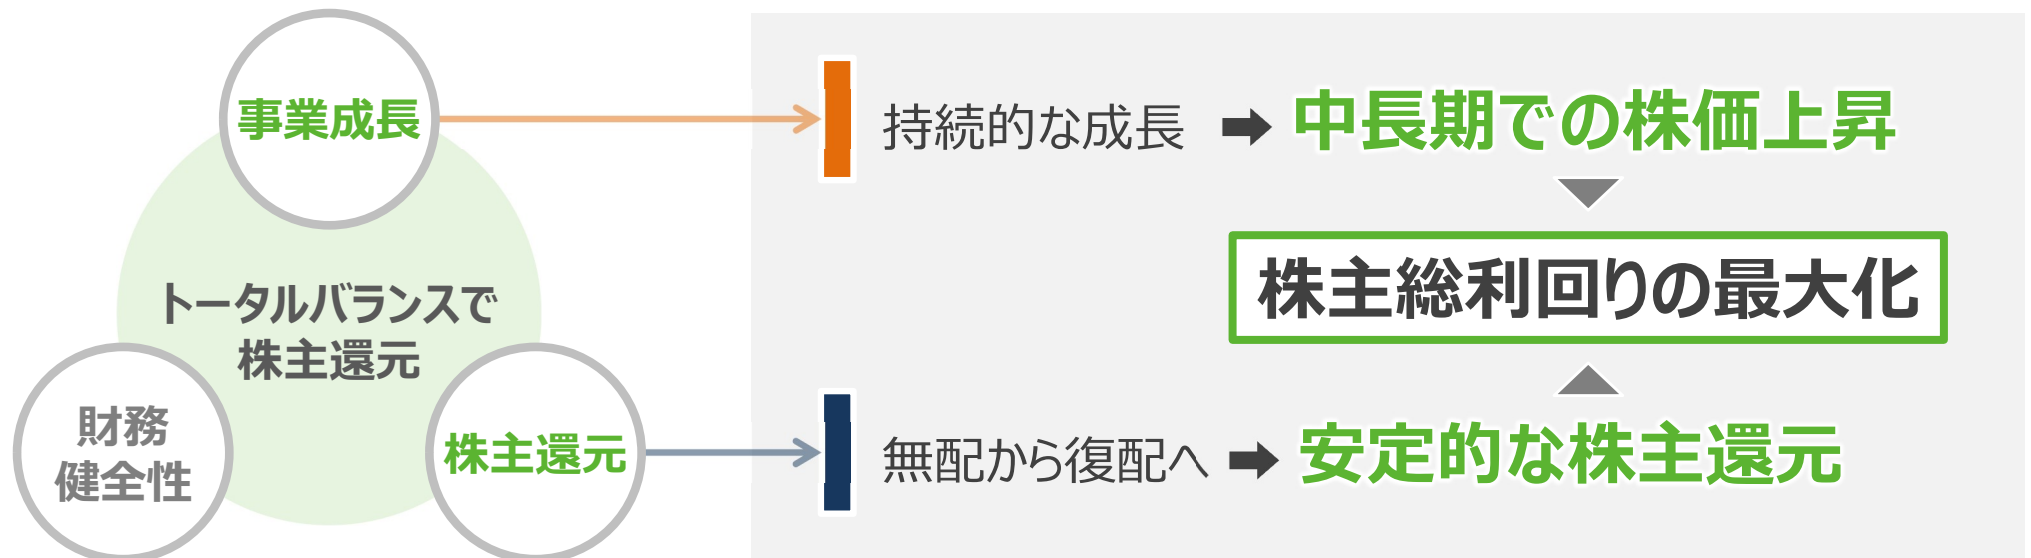 事業成長
トータルバランスで
株主還元
財務
健全性
株主還元
持続的な成長
中長期での株価上昇
株主総利回りの最大化
無配から復配へ
安定的な株主還元